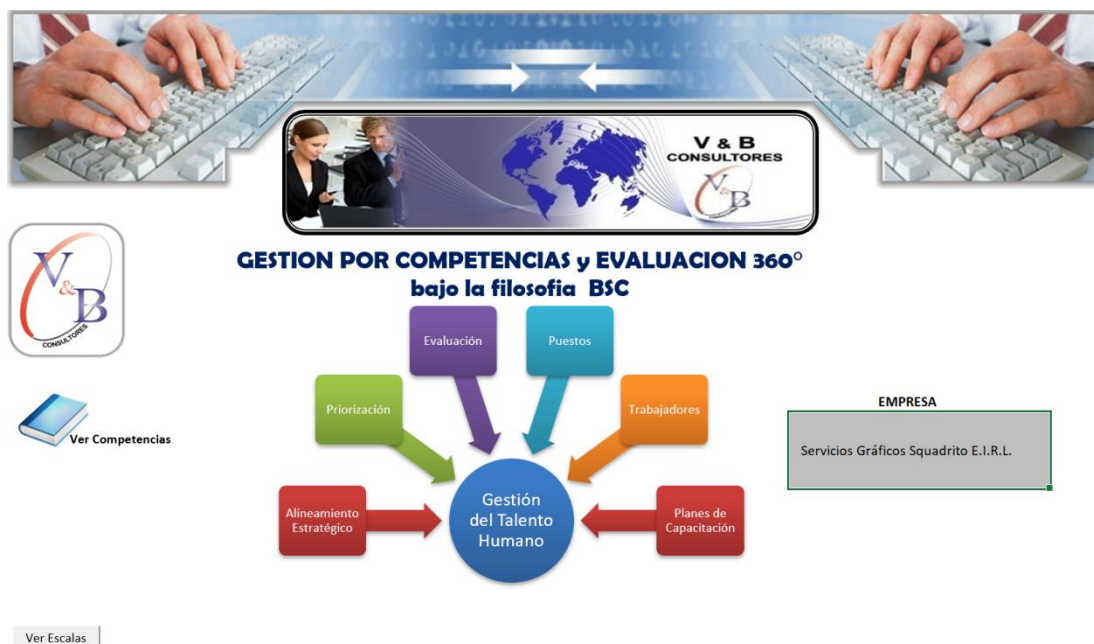 V & B
CONSULTORES
V&B
V&B
CONSULTORES
GESTION POR COMPETENCIAS y EVALUACION 360°
bajo la filosofia BSC
Evaluación
Puestos
Priorización
Trabajadores
EMPRESA
Ver Competencias
Servicios Gráficos Squadrito E.I.R.L.
Alineamiento
Estratégico
Gestión
del Talento
Humano
Planes de
Capacitación
Ver Escalas